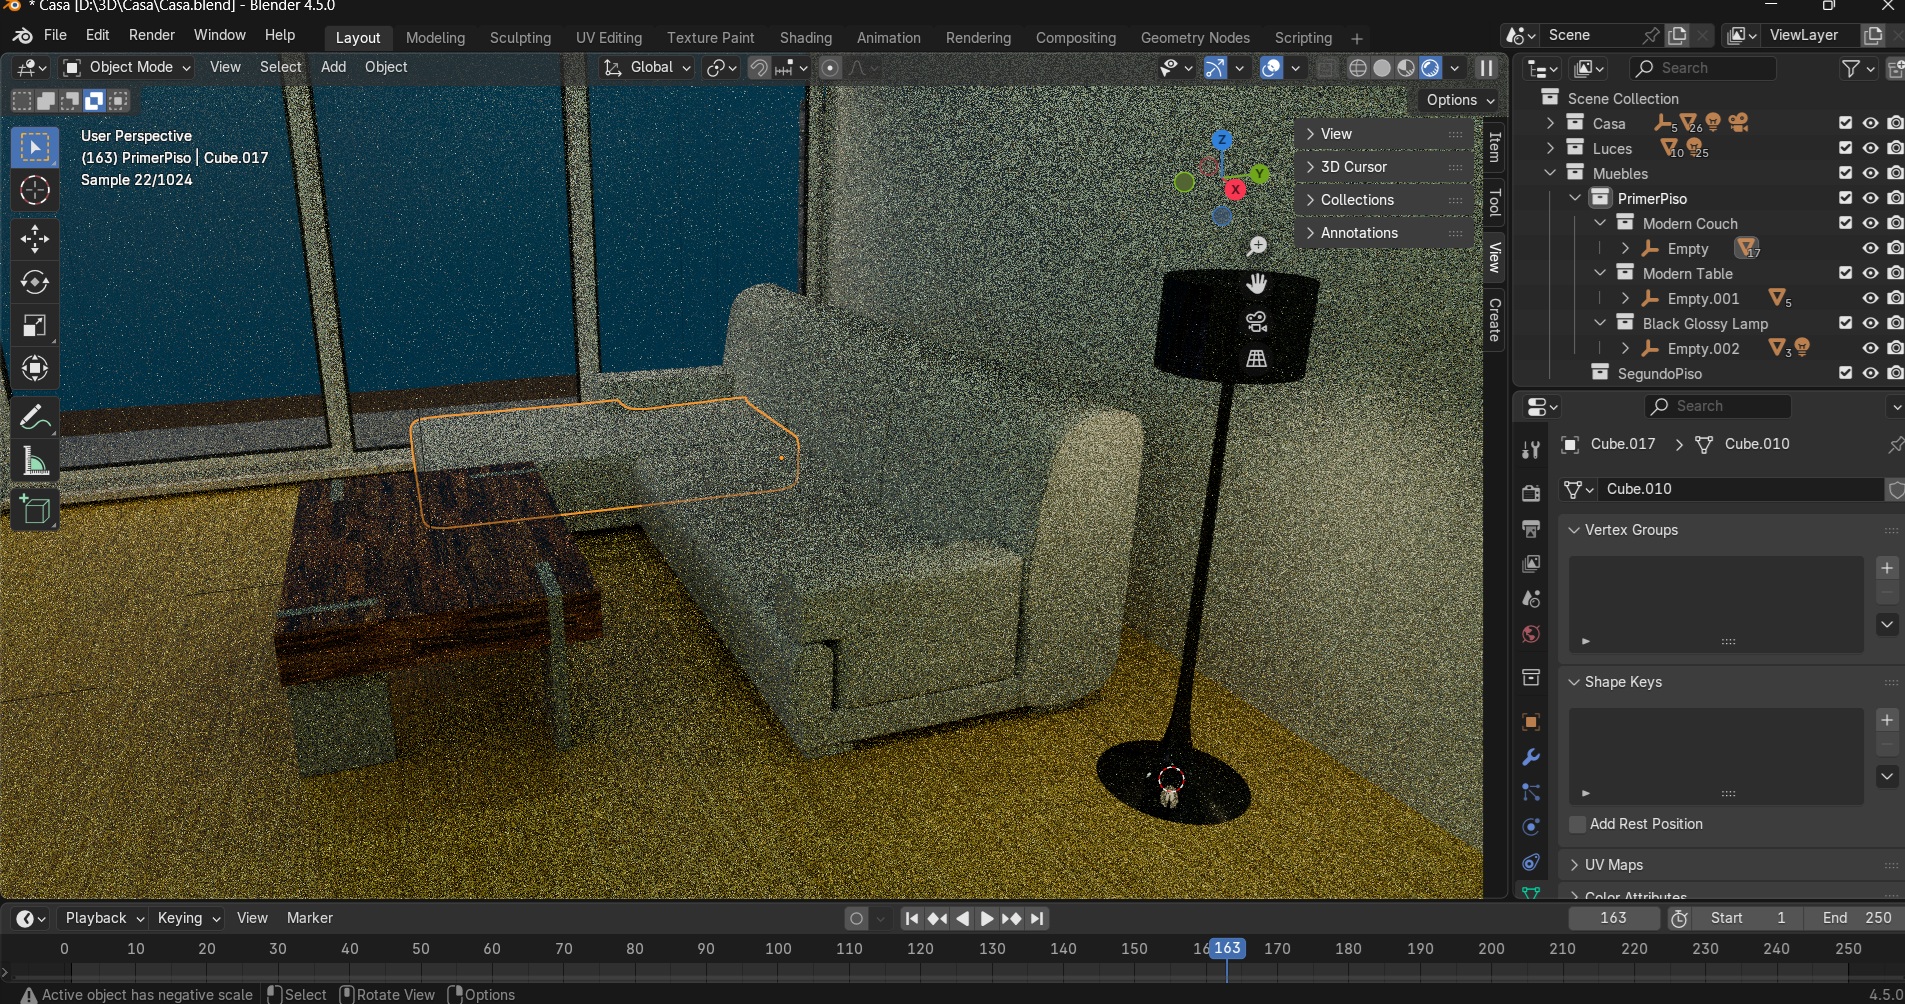 * Casa [D:\3D\Casa\Casa.blend] - Blender 4.5.0
File Edit Render Window Help Layout Modeling Sculpting UV Editing Texture Paint Shading Animation Rendering Compositing Geometry Nodes Scripting + Scene ViewLayer
Object Mode View Select Add Object Global Search
Options
User Perspective
(163) PrimerPiso | Cube.017
Sample 22/1024
Z
Y
X
View
3D Cursor
Collections
Annotations
Item
Tool
View
Create
Scene Collection
Casa 5 26
Luces 10 25
Muebles
PrimerPiso
Modern Couch
Empty 17
Modern Table
Empty.001 5
Black Glossy Lamp
Empty.002 3
SegundoPiso
Search
Cube.017 > Cube.010
Cube.010
Vertex Groups
Shape Keys
Add Rest Position
UV Maps
Color Attributes
Playback Keying View Marker 163 Start 1 End 250
0 10 20 30 40 50 60 70 80 90 100 110 120 130 140 150 16 163 170 180 190 200 210 220 230 240 250
Active object has negative scale Select Rotate View Options 4.5.0